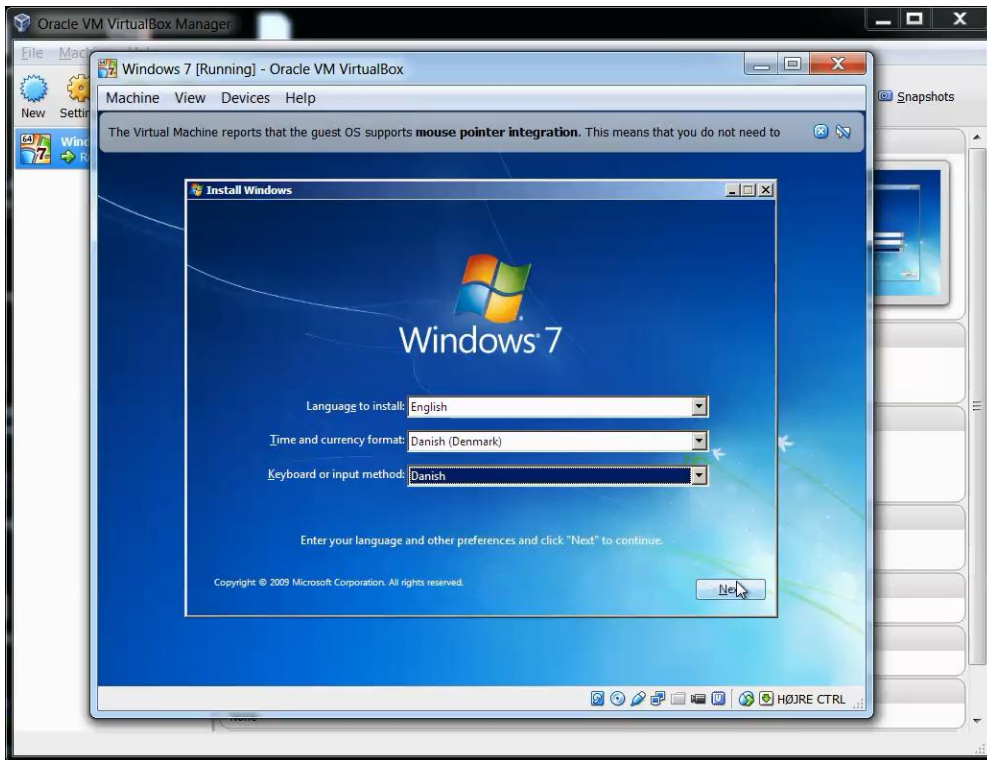 Oracle VM VirtualBox Manager
File
Windows 7 [Running] - Oracle VM VirtualBox
Machine View Devices Help
New
Snapshots
The Virtual Machine reports that the guest OS supports mouse pointer integration. This means that you do not need to
64
7
Install Windows
Windows 7
Language to install: English
Time and currency format: Danish (Denmark)
Keyboard or input method: Danish
Enter your language and other preferences and click "Next" to continue.
Copyright © 2009 Microsoft Corporation. All rights reserved.
HØJRE CTRL